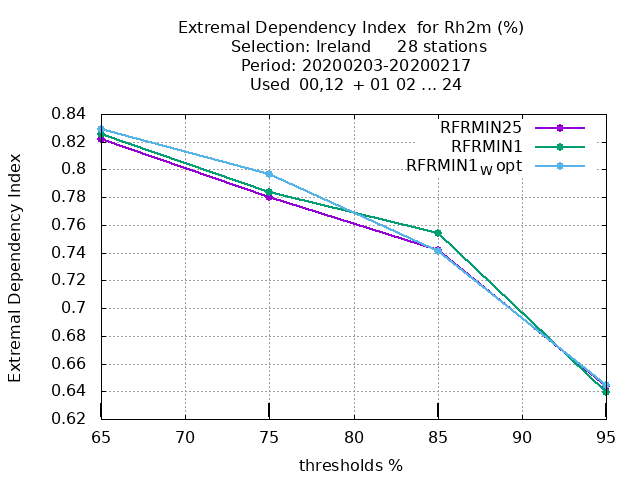 Extremal Dependency Index  for Rh2m (%)
Selection: Ireland     28 stations
Period: 20200203-20200217
Used  00,12  + 01 02 ... 24
RFRMIN25
RFRMIN1
RFRMIN1W opt
Extremal Dependency Index
0.84
0.82
0.8
0.78
0.76
0.74
0.72
0.7
0.68
0.66
0.64
0.62
65 70 75 80 85 90 95
thresholds %